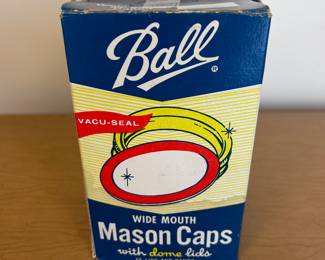 Ball
®
VACU-SEAL
WIDE MOUTH
Mason Caps
with dome lids